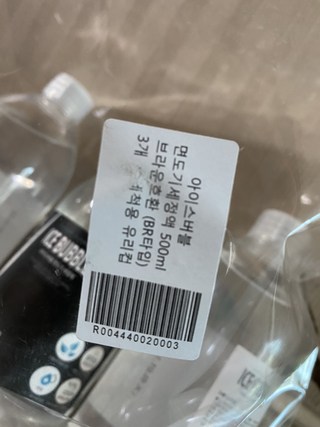 아이스버블
면도기세정액 500ml
브라운호환 (BR타입)
3개 세척용 유리컵
R004440020003
ICEBUBBL